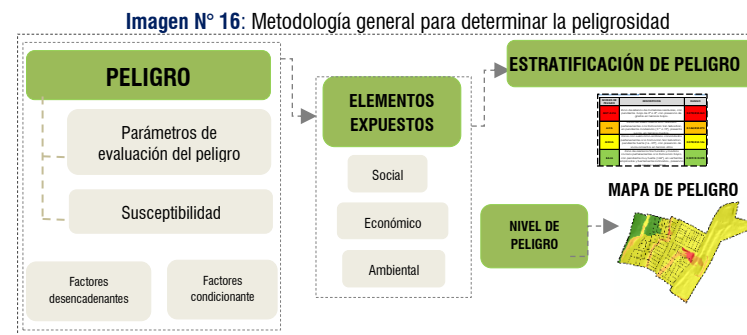 Imagen N° 16: Metodología general para determinar la peligrosidad
PELIGRO
Parámetros de
evaluación del peligro
Susceptibilidad
Factores
desencadenantes
Factores
condicionante
ELEMENTOS
EXPUESTOS
Social
Económico
Ambiental
ESTRATIFICACIÓN DE PELIGRO
MAPA DE PELIGRO
NIVEL DE
PELIGRO